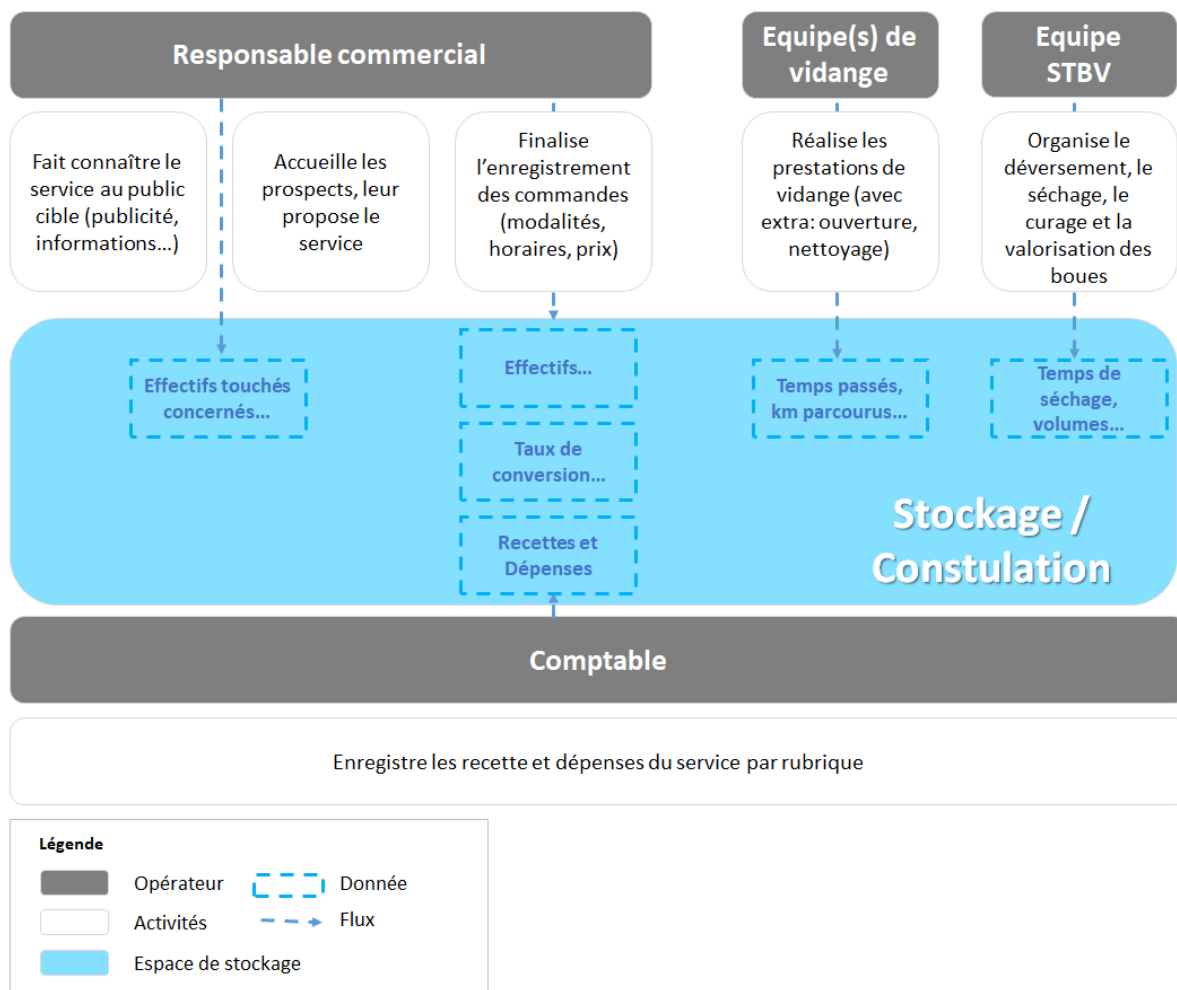 Responsable commercial
Equipe(s) de
vidange
Equipe
STBV
Fait connaître le
service au public
cible (publicité,
informations…)
Accueille les
prospects, leur
propose le
service
Finalise
l'enregistrement
des commandes
(modalités,
horaires, prix)
Réalise les
prestations de
vidange (avec
extra: ouverture,
nettoyage)
Organise le
déversement, le
séchage, le
curage et la
valorisation des
boues
Effectifs touchés
concernés…
Effectifs…
Taux de
conversion…
Recettes et
Dépenses
Temps passés,
km parcourus…
Temps de
séchage,
volumes…
Stockage /
Constulation
Comptable
Enregistre les recette et dépenses du service par rubrique
Légende
Opérateur
Donnée
Activités
Flux
Espace de stockage